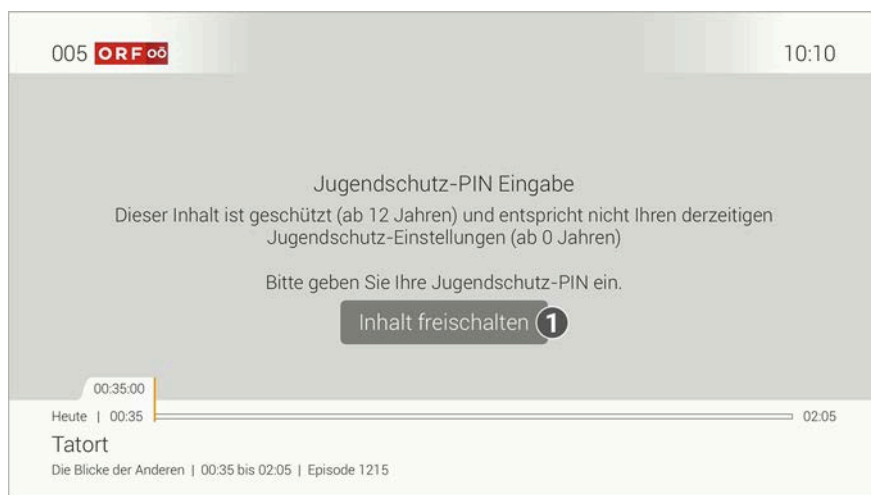 005 ORF oö 10:10
Jugendschutz-PIN Eingabe
Dieser Inhalt ist geschützt (ab 12 Jahren) und entspricht nicht Ihren derzeitigen
Jugendschutz-Einstellungen (ab 0 Jahren)
Bitte geben Sie Ihre Jugendschutz-PIN ein.
Inhalt freischalten 1
00:35:00
Heute | 00:35 02:05
Tatort
Die Blicke der Anderen | 00:35 bis 02:05 | Episode 1215